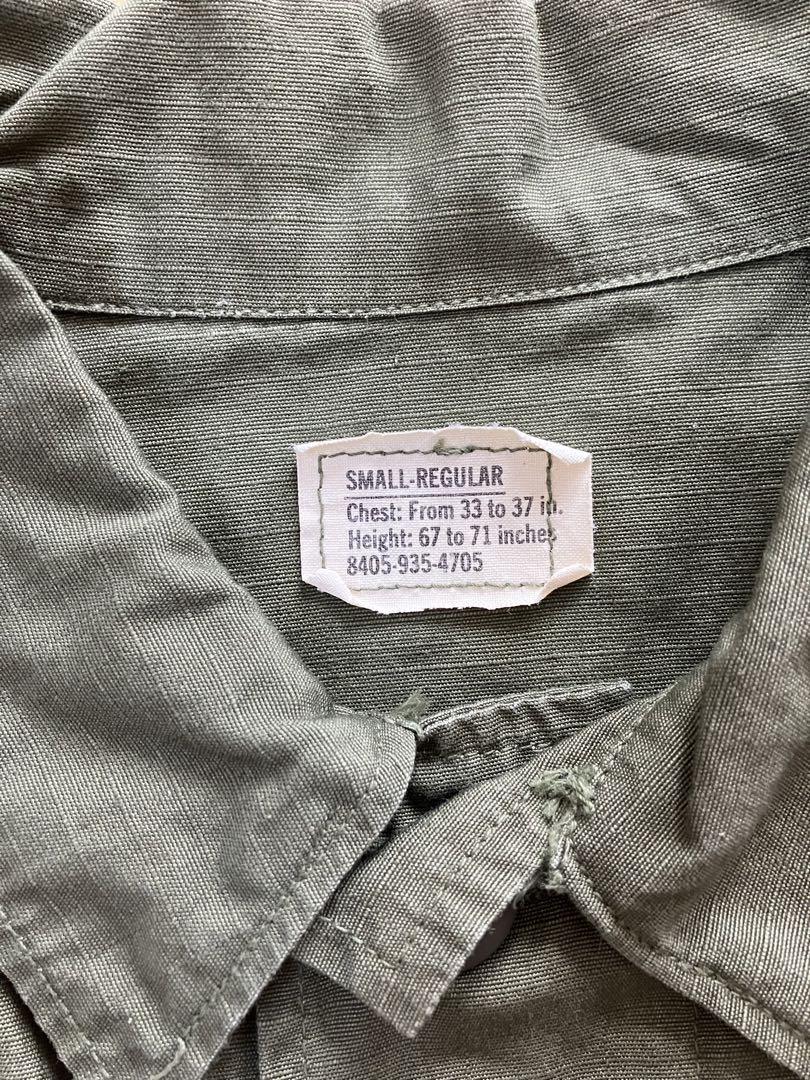 SMALL-REGULAR
Chest: From 33 to 37 in.
Height: 67 to 71 inches
8405-935-4705